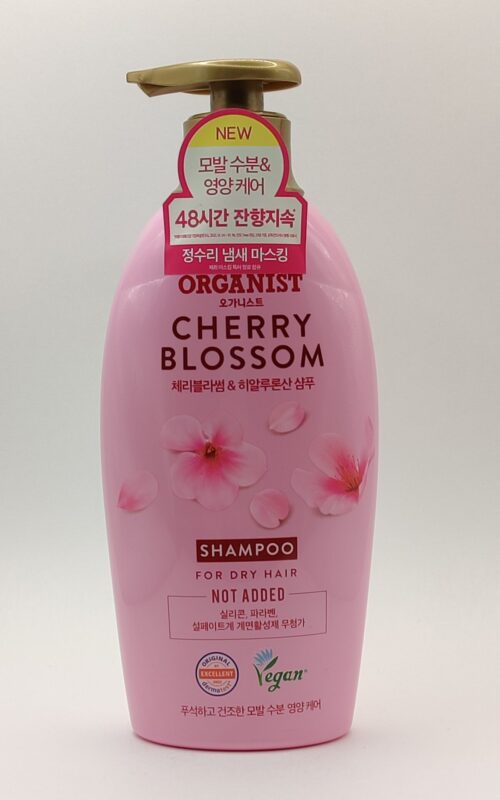 NEW
모발 수분&
영양 케어
48시간 잔향지속*
정수리 냄새 마스킹
ORGANIST
오가니스트
CHERRY
BLOSSOM
체리블라썸 & 히알루론산 샴푸
SHAMPOO
FOR DRY HAIR
NOT ADDED
실리콘, 파라벤,
설페이트계 계면활성제 무첨가
ORIGINAL
EXCELLENT
dermatest
Vegan
푸석하고 건조한 모발 수분 영양 케어